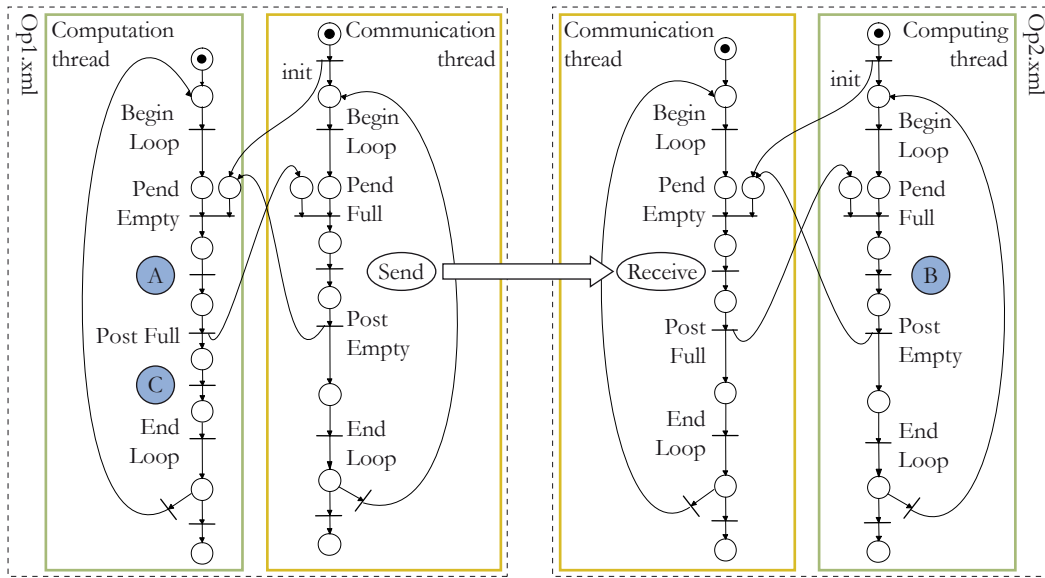 Op1.xml
Computation
thread
Begin
Loop
Pend
Empty
A
Post Full
C
End
Loop
Communication
thread
init
Begin
Loop
Pend
Full
Send
Post
Empty
End
Loop
Communication
thread
Begin
Loop
Pend
Empty
Receive
Post
Full
End
Loop
Computing
thread
init
Begin
Loop
Pend
Full
B
Post
Empty
End
Loop
Op2.xml